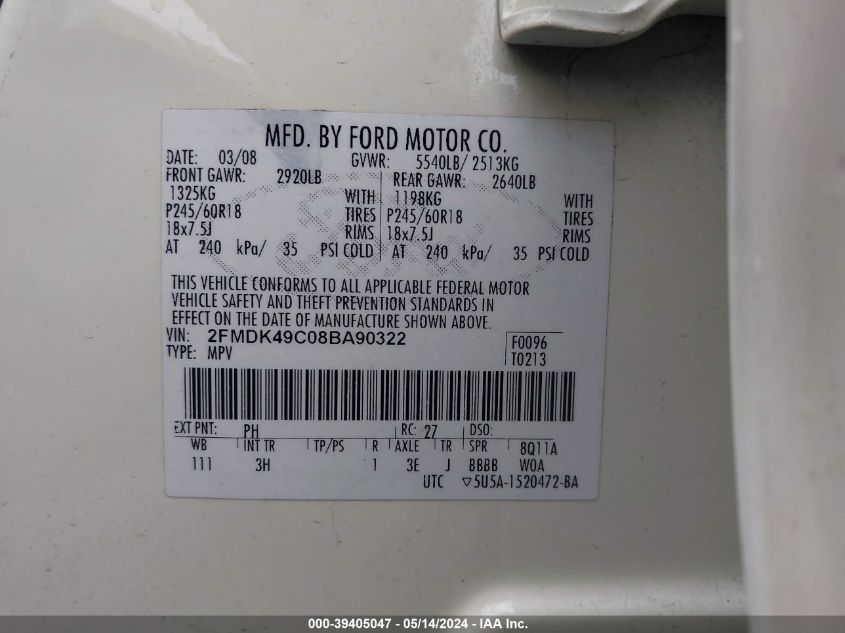 MFD. BY FORD MOTOR CO.
DATE: 03/08 GVWR: 5540LB/ 2513KG
FRONT GAWR: 2920LB REAR GAWR: 2640LB
1325KG WITH 1198KG WITH
P245/60R18 TIRES P245/60R18 TIRES
18x7.5J RIMS 18x7.5J RIMS
AT 240 kPa/ 35 PSI COLD AT 240 kPa/ 35 PSI COLD
THIS VEHICLE CONFORMS TO ALL APPLICABLE FEDERAL MOTOR
VEHICLE SAFETY AND THEFT PREVENTION STANDARDS IN
EFFECT ON THE DATE OF MANUFACTURE SHOWN ABOVE.
VIN: 2FMDK49C08BA90322 F0096
TYPE: MPV T0213
EXT PNT: PH RC: 27 DSO:
WB INT TR TP/PS R AXLE TR SPR 8Q11A
111 3H 1 3E J BBBB WOA
UTC ▽5U5A-1520472-BA
000-39405047 - 05/14/2024 - IAA Inc.